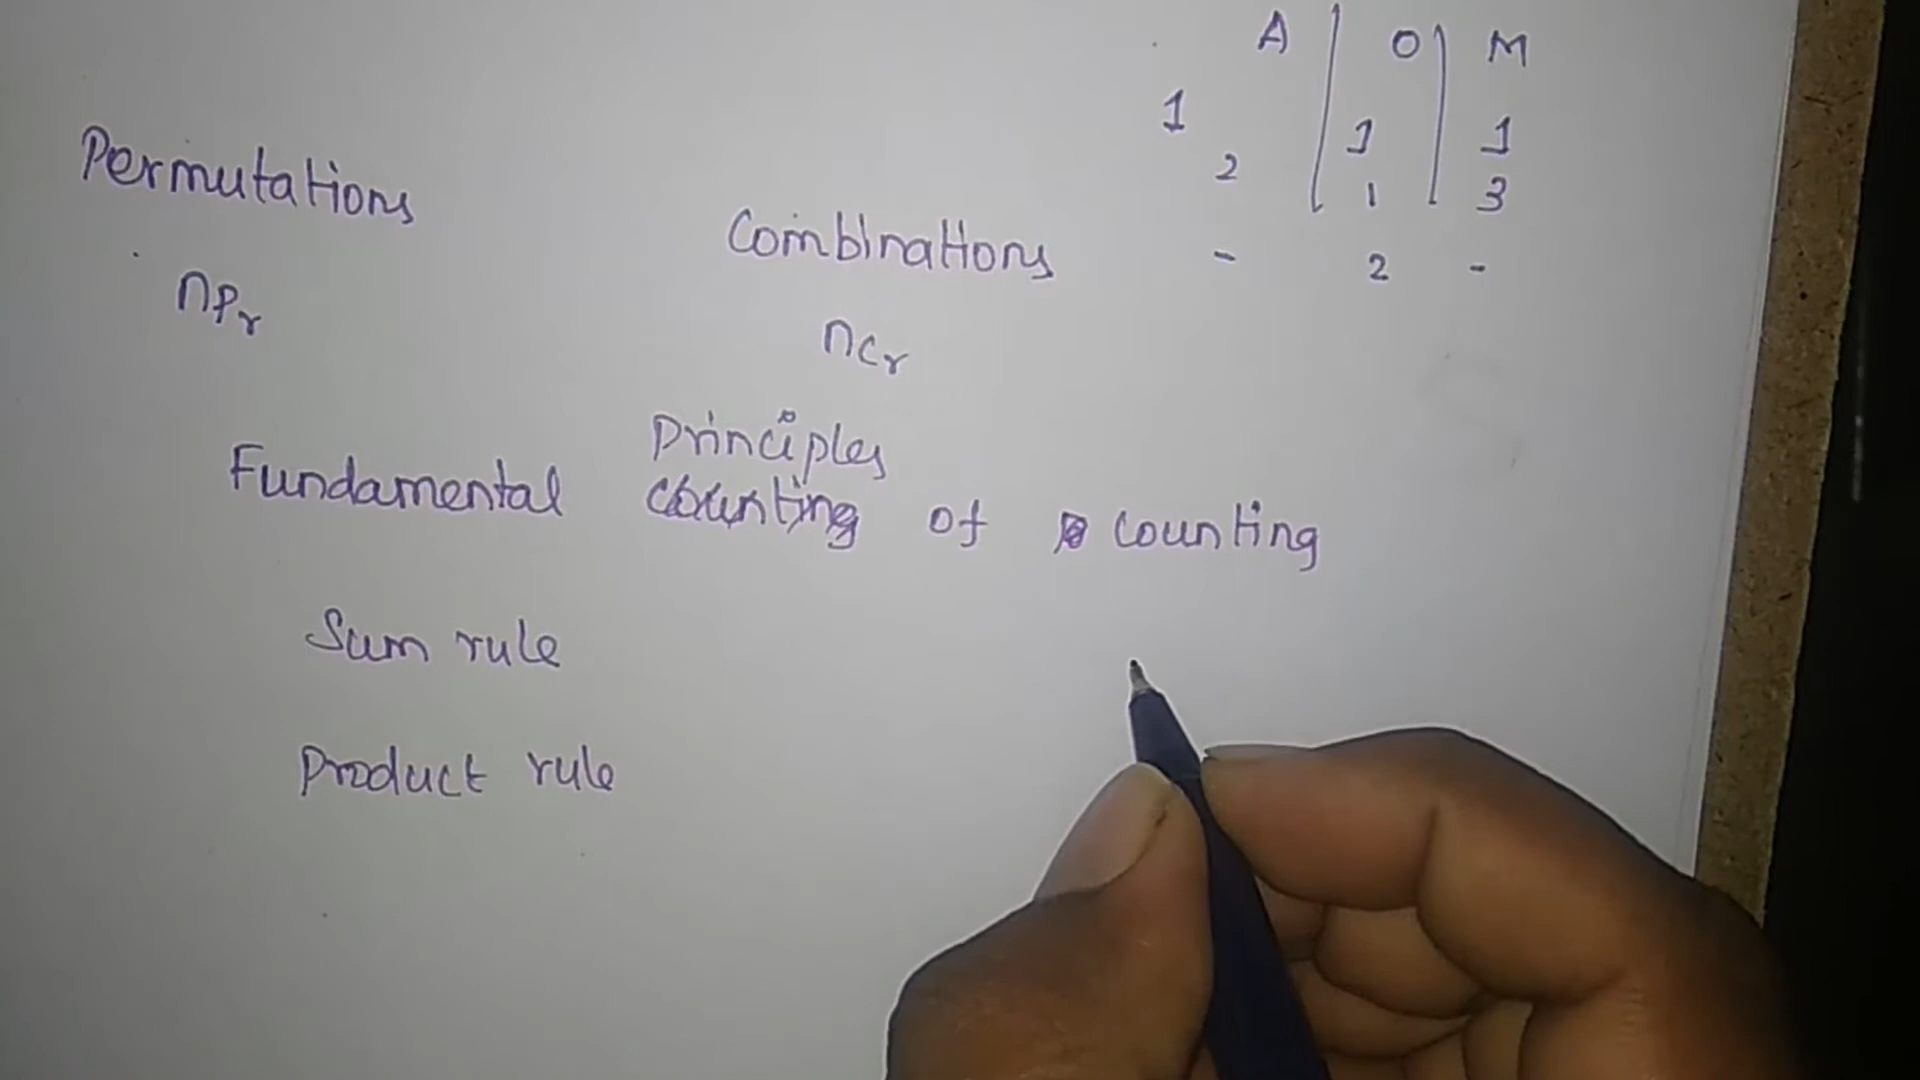 A | O | M
1
1 1
2 1 3
- 2 -
Permutations
Combinations
nPr
nCr
Principles
Fundamental counting of counting
Sum rule
Product rule